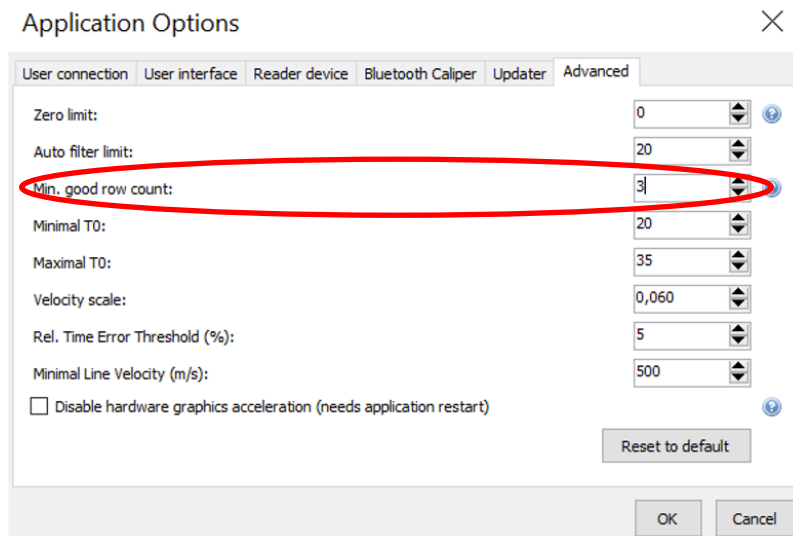 Application Options
User connection User interface Reader device Bluetooth Caliper Updater Advanced
Zero limit: 0
Auto filter limit: 20
Min. good row count: 3
Minimal T0: 20
Maximal T0: 35
Velocity scale: 0,060
Rel. Time Error Threshold (%): 5
Minimal Line Velocity (m/s): 500
Disable hardware graphics acceleration (needs application restart)
Reset to default
OK Cancel